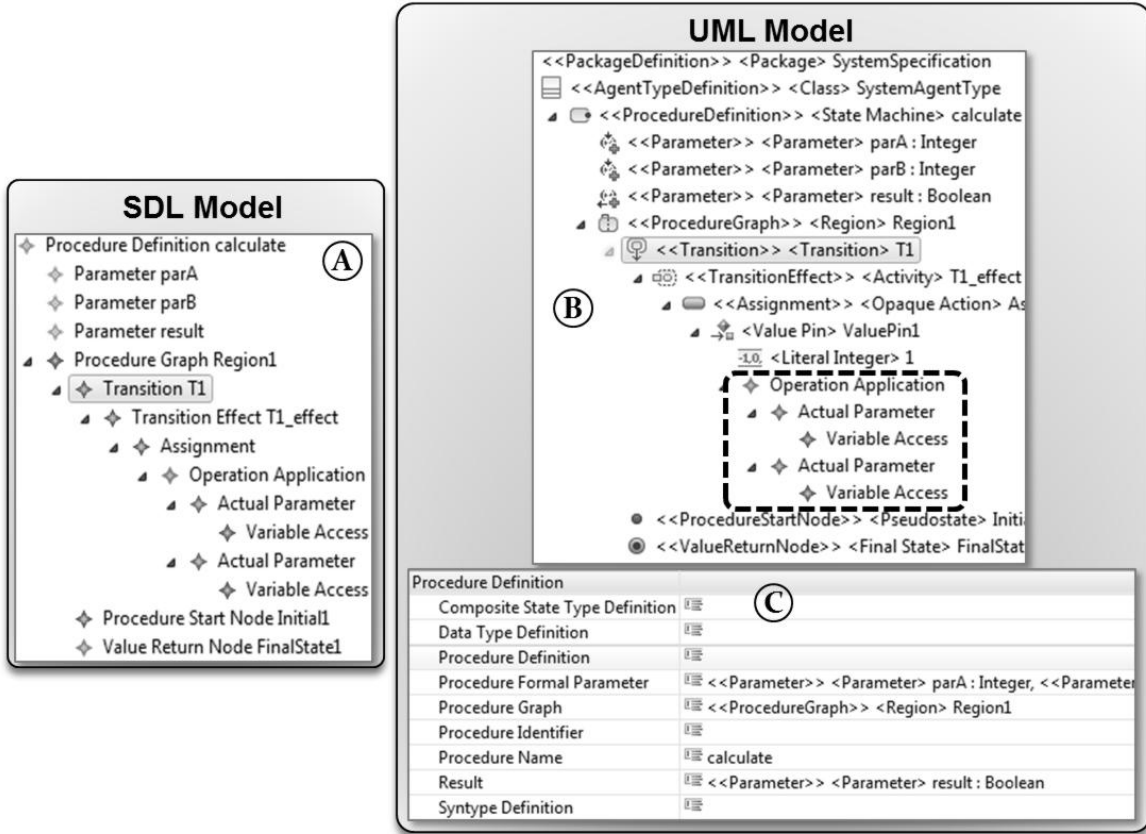 SDL Model
A
Procedure Definition calculate
Parameter parA
Parameter parB
Parameter result
Procedure Graph Region1
Transition T1
Transition Effect T1_effect
Assignment
Operation Application
Actual Parameter
Variable Access
Actual Parameter
Variable Access
Procedure Start Node Initial1
Value Return Node FinalState1
UML Model
<<PackageDefinition>> <Package> SystemSpecification
<<AgentTypeDefinition>> <Class> SystemAgentType
<<ProcedureDefinition>> <State Machine> calculate
<<Parameter>> <Parameter> parA : Integer
<<Parameter>> <Parameter> parB : Integer
<<Parameter>> <Parameter> result : Boolean
<<ProcedureGraph>> <Region> Region1
<<Transition>> <Transition> T1
<<TransitionEffect>> <Activity> T1_effect
B
<<Assignment>> <Opaque Action> As
<Value Pin> ValuePin1
-1,0, <Literal Integer> 1
Operation Application
Actual Parameter
Variable Access
Actual Parameter
Variable Access
<<ProcedureStartNode>> <Pseudostate> Initi
<<ValueReturnNode>> <Final State> FinalStat
Procedure Definition
C
Composite State Type Definition
Data Type Definition
Procedure Definition
Procedure Formal Parameter <<Parameter>> <Parameter> parA : Integer, <<Parameter
Procedure Graph <<ProcedureGraph>> <Region> Region1
Procedure Identifier
Procedure Name calculate
Result <<Parameter>> <Parameter> result : Boolean
Syntype Definition